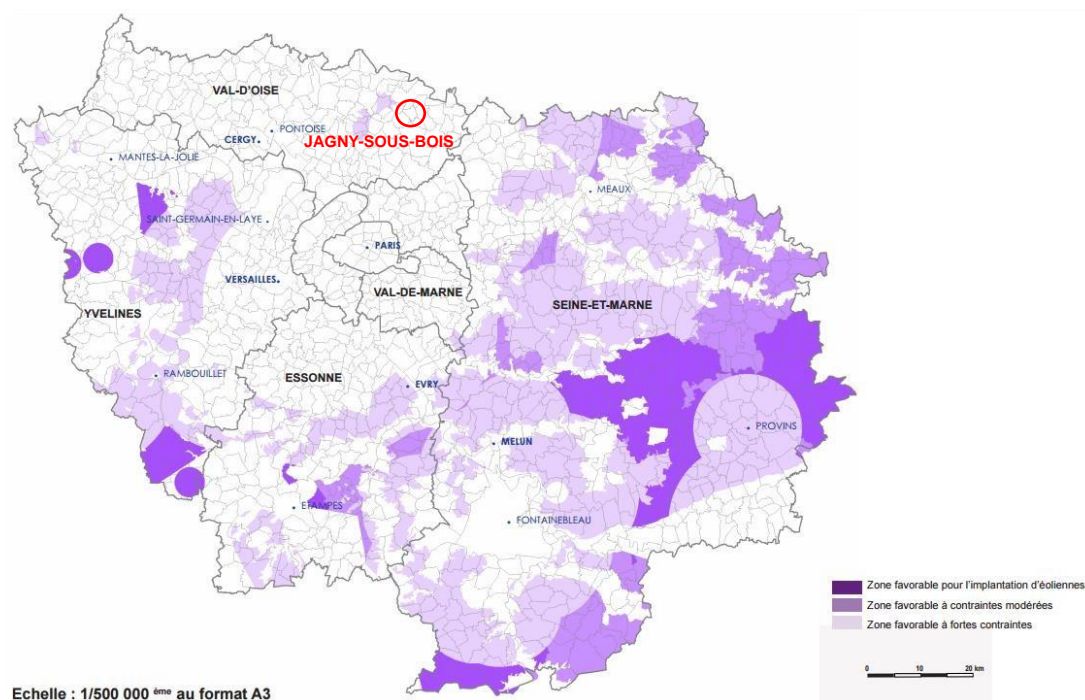 VAL-D'OISE
PONTOISE
CERGY
JAGNY-SOUS-BOIS
MANTES-LA-JOLIE
MEAUX
SAINT-GERMAIN-EN-LAYE
PARIS
VERSAILLES
VAL-DE-MARNE
SEINE-ET-MARNE
YVELINES
RAMBOUILLET
ESSONNE
EVRY
PROVINS
MELUN
ETAMPES
FONTAINEBLEAU
Zone favorable pour l'implantation d'éoliennes
Zone favorable à contraintes modérées
Zone favorable à fortes contraintes
0 10 20 km
Echelle : 1/500 000 ème au format A3